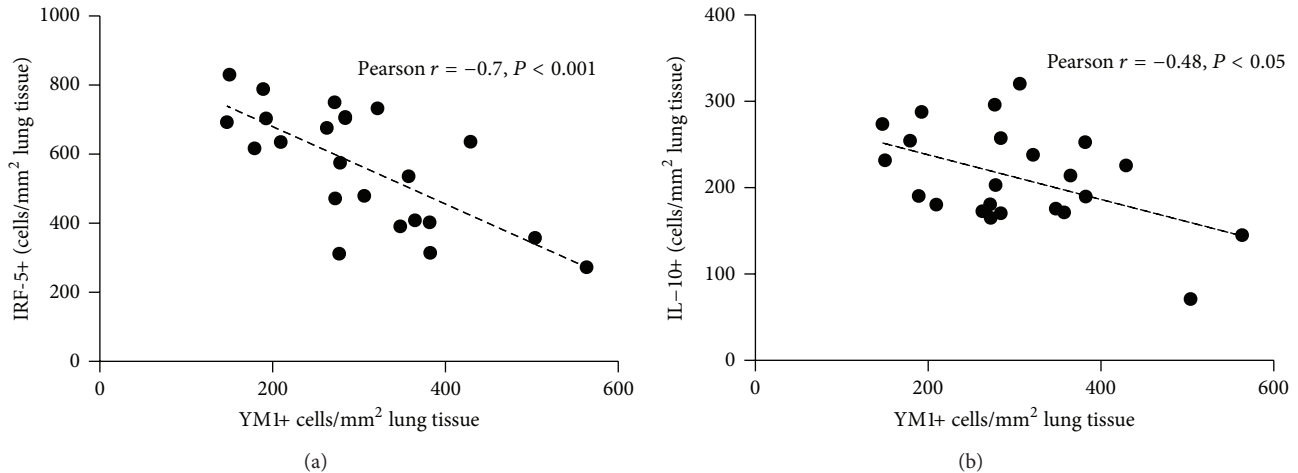 1000
800
600
400
200
0
0
200
400
600
IRF-5+ (cells/mm² lung tissue)
Pearson r = −0.7, P < 0.001
YM1+ cells/mm² lung tissue
(a)
400
300
200
100
0
0
200
400
600
IL−10+ (cells/mm² lung tissue)
Pearson r = −0.48, P < 0.05
YM1+ cells/mm² lung tissue
(b)